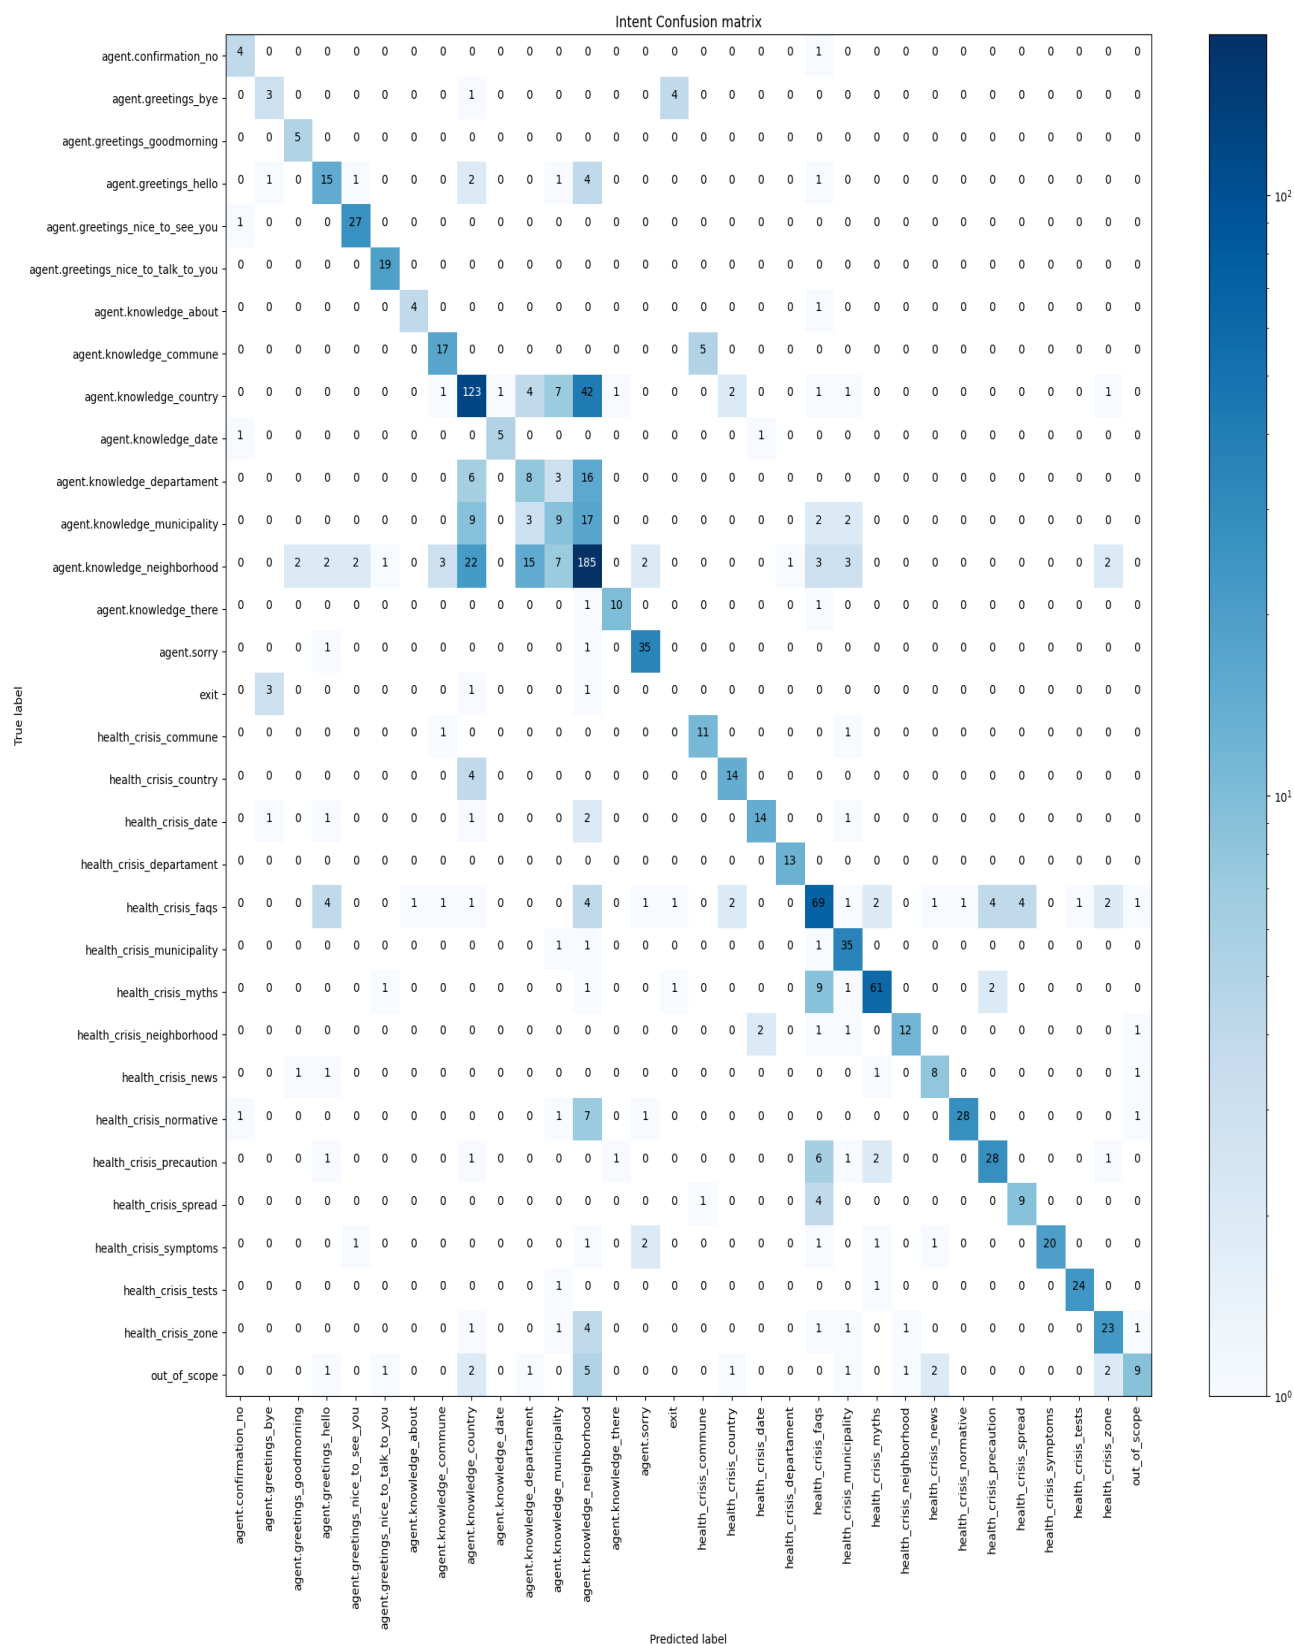 Intent Confusion matrix
agent.confirmation_no 4 0 0 0 0 0 0 0 0 0 0 0 0 0 0 0 0 0 0 0 1 0 0 0 0 0 0 0 0 0 0 0
agent.greetings_bye 0 3 0 0 0 0 0 0 1 0 0 0 0 0 0 4 0 0 0 0 0 0 0 0 0 0 0 0 0 0 0 0
agent.greetings_goodmorning 0 0 5 0 0 0 0 0 0 0 0 0 0 0 0 0 0 0 0 0 0 0 0 0 0 0 0 0 0 0 0 0
agent.greetings_hello 0 1 0 15 1 0 0 0 2 0 0 1 4 0 0 0 0 0 0 0 1 0 0 0 0 0 0 0 0 0 0 0
10²
agent.greetings_nice_to_see_you 1 0 0 0 27 0 0 0 0 0 0 0 0 0 0 0 0 0 0 0 0 0 0 0 0 0 0 0 0 0 0 0
agent.greetings_nice_to_talk_to_you 0 0 0 0 0 19 0 0 0 0 0 0 0 0 0 0 0 0 0 0 0 0 0 0 0 0 0 0 0 0 0 0
agent.knowledge_about 0 0 0 0 0 0 4 0 0 0 0 0 0 0 0 0 0 0 0 0 1 0 0 0 0 0 0 0 0 0 0 0
agent.knowledge_commune 0 0 0 0 0 0 0 17 0 0 0 0 0 0 0 0 5 0 0 0 0 0 0 0 0 0 0 0 0 0 0 0
agent.knowledge_country 0 0 0 0 0 0 0 1 123 1 4 7 42 1 0 0 0 2 0 0 1 1 0 0 0 0 0 0 0 0 1 0
agent.knowledge_date 1 0 0 0 0 0 0 0 0 5 0 0 0 0 0 0 0 0 1 0 0 0 0 0 0 0 0 0 0 0 0 0
agent.knowledge_departament 0 0 0 0 0 0 0 0 6 0 8 3 16 0 0 0 0 0 0 0 0 0 0 0 0 0 0 0 0 0 0 0
agent.knowledge_municipality 0 0 0 0 0 0 0 0 9 0 3 9 17 0 0 0 0 0 0 0 2 2 0 0 0 0 0 0 0 0 0 0
agent.knowledge_neighborhood 0 0 2 2 2 1 0 3 22 0 15 7 185 0 2 0 0 0 0 1 3 3 0 0 0 0 0 0 0 0 2 0
agent.knowledge_there 0 0 0 0 0 0 0 0 0 0 0 0 1 10 0 0 0 0 0 0 1 0 0 0 0 0 0 0 0 0 0 0
agent.sorry 0 0 0 1 0 0 0 0 0 0 0 0 1 0 35 0 0 0 0 0 0 0 0 0 0 0 0 0 0 0 0 0
exit 0 3 0 0 0 0 0 0 1 0 0 0 1 0 0 0 0 0 0 0 0 0 0 0 0 0 0 0 0 0 0 0
True label
health_crisis_commune 0 0 0 0 0 0 0 1 0 0 0 0 0 0 0 0 11 0 0 0 0 1 0 0 0 0 0 0 0 0 0 0
health_crisis_country 0 0 0 0 0 0 0 0 4 0 0 0 0 0 0 0 0 14 0 0 0 0 0 0 0 0 0 0 0 0 0 0
10¹
health_crisis_date 0 1 0 1 0 0 0 0 1 0 0 0 2 0 0 0 0 0 14 0 0 1 0 0 0 0 0 0 0 0 0 0
health_crisis_departament 0 0 0 0 0 0 0 0 0 0 0 0 0 0 0 0 0 0 0 13 0 0 0 0 0 0 0 0 0 0 0 0
health_crisis_faqs 0 0 0 4 0 0 1 1 1 0 0 0 4 0 1 1 0 2 0 0 69 1 2 0 1 1 4 4 0 1 2 1
health_crisis_municipality 0 0 0 0 0 0 0 0 0 0 0 1 1 0 0 0 0 0 0 0 1 35 0 0 0 0 0 0 0 0 0 0
health_crisis_myths 0 0 0 0 0 1 0 0 0 0 0 0 1 0 0 1 0 0 0 0 9 1 61 0 0 0 2 0 0 0 0 0
health_crisis_neighborhood 0 0 0 0 0 0 0 0 0 0 0 0 0 0 0 0 0 0 2 0 1 1 0 12 0 0 0 0 0 0 0 1
health_crisis_news 0 0 1 1 0 0 0 0 0 0 0 0 0 0 0 0 0 0 0 0 0 0 1 0 8 0 0 0 0 0 0 1
health_crisis_normative 1 0 0 0 0 0 0 0 0 0 0 1 7 0 1 0 0 0 0 0 0 0 0 0 0 28 0 0 0 0 0 1
health_crisis_precaution 0 0 0 1 0 0 0 0 1 0 0 0 0 1 0 0 0 0 0 0 6 1 2 0 0 0 28 0 0 0 1 0
health_crisis_spread 0 0 0 0 0 0 0 0 0 0 0 0 0 0 0 0 1 0 0 0 4 0 0 0 0 0 0 9 0 0 0 0
health_crisis_symptoms 0 0 0 0 1 0 0 0 0 0 0 0 1 0 2 0 0 0 0 0 1 0 1 0 1 0 0 0 20 0 0 0
health_crisis_tests 0 0 0 0 0 0 0 0 0 0 0 1 0 0 0 0 0 0 0 0 0 0 1 0 0 0 0 0 0 24 0 0
health_crisis_zone 0 0 0 0 0 0 0 0 1 0 0 1 4 0 0 0 0 0 0 0 1 1 0 1 0 0 0 0 0 0 23 1
out_of_scope 0 0 0 1 0 1 0 0 2 0 1 0 5 0 0 0 0 1 0 0 0 1 0 1 2 0 0 0 0 0 2 9
10⁰
agent.confirmation_no
agent.greetings_bye
agent.greetings_goodmorning
agent.greetings_hello
agent.greetings_nice_to_see_you
agent.greetings_nice_to_talk_to_you
agent.knowledge_about
agent.knowledge_commune
agent.knowledge_country
agent.knowledge_date
agent.knowledge_departament
agent.knowledge_municipality
agent.knowledge_neighborhood
agent.knowledge_there
agent.sorry
exit
health_crisis_commune
health_crisis_country
health_crisis_date
health_crisis_departament
health_crisis_faqs
health_crisis_municipality
health_crisis_myths
health_crisis_neighborhood
health_crisis_news
health_crisis_normative
health_crisis_precaution
health_crisis_spread
health_crisis_symptoms
health_crisis_tests
health_crisis_zone
out_of_scope
Predicted label